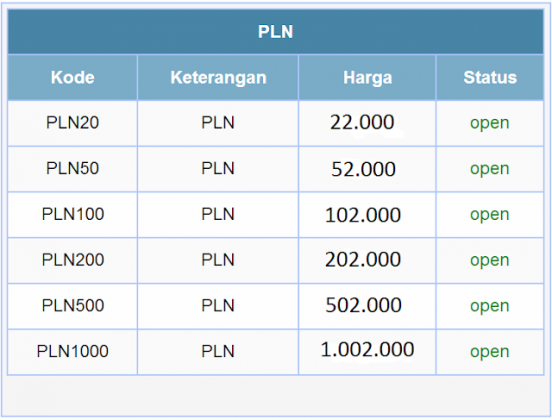 PLN
Kode Keterangan Harga Status
PLN20 PLN 22.000 open
PLN50 PLN 52.000 open
PLN100 PLN 102.000 open
PLN200 PLN 202.000 open
PLN500 PLN 502.000 open
PLN1000 PLN 1.002.000 open